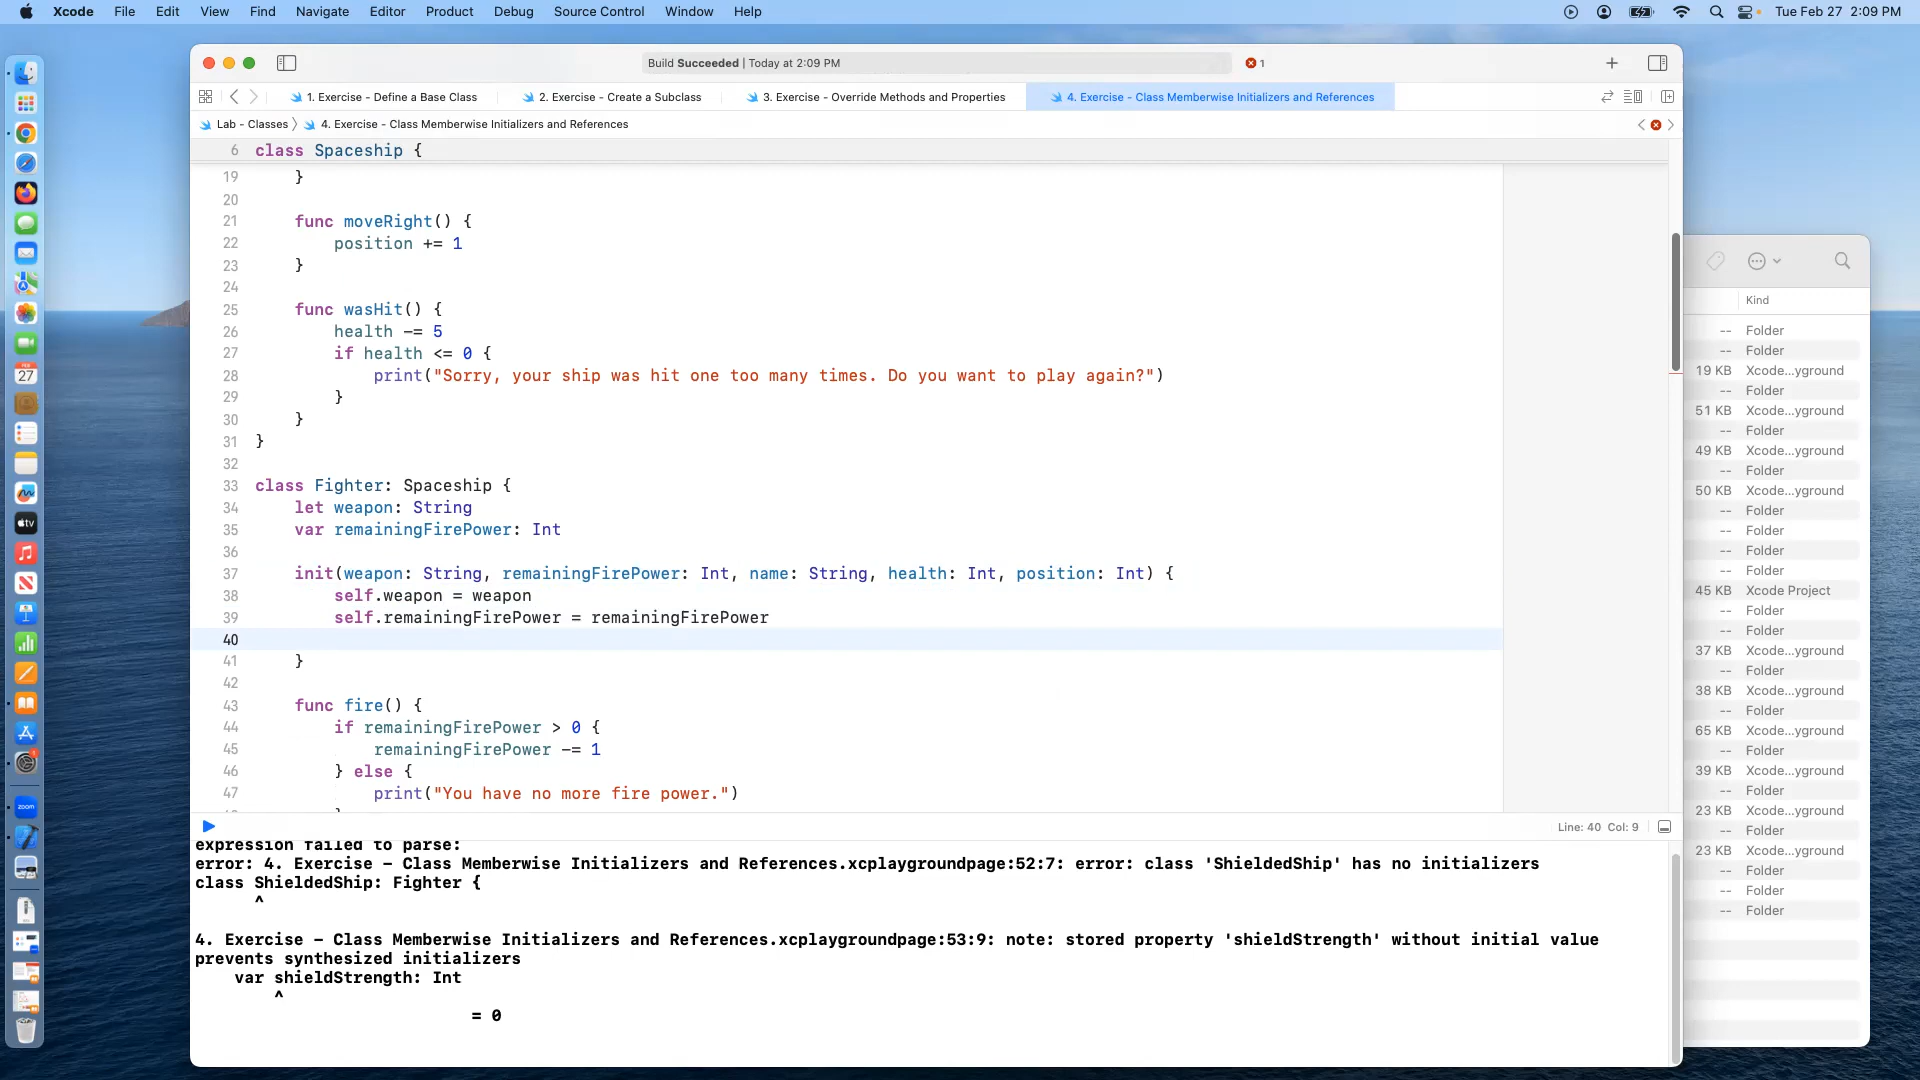 Xcode File Edit View Find Navigate Editor Product Debug Source Control Window Help Tue Feb 27 2:09 PM
Build Succeeded | Today at 2:09 PM 1
1. Exercise - Define a Base Class 2. Exercise - Create a Subclass 3. Exercise - Override Methods and Properties 4. Exercise - Class Memberwise Initializers and References
Lab - Classes 4. Exercise - Class Memberwise Initializers and References
6 class Spaceship {
19 }
20
21 func moveRight() {
22 position += 1
23 }
24
25 func wasHit() {
26 health -= 5
27 if health <= 0 {
28 print("Sorry, your ship was hit one too many times. Do you want to play again?")
29 }
30 }
31 }
32
33 class Fighter: Spaceship {
34 let weapon: String
35 var remainingFirePower: Int
36
37 init(weapon: String, remainingFirePower: Int, name: String, health: Int, position: Int) {
38 self.weapon = weapon
39 self.remainingFirePower = remainingFirePower
40
41 }
42
43 func fire() {
44 if remainingFirePower > 0 {
45 remainingFirePower -= 1
46 } else {
47 print("You have no more fire power.")
Line: 40 Col: 9
expression failed to parse:
error: 4. Exercise - Class Memberwise Initializers and References.xcplaygroundpage:52:7: error: class 'ShieldedShip' has no initializers
class ShieldedShip: Fighter {
^
4. Exercise - Class Memberwise Initializers and References.xcplaygroundpage:53:9: note: stored property 'shieldStrength' without initial value
prevents synthesized initializers
var shieldStrength: Int
^
= 0
Kind
-- Folder
-- Folder
19 KB Xcode...yground
-- Folder
51 KB Xcode...yground
-- Folder
49 KB Xcode...yground
-- Folder
50 KB Xcode...yground
-- Folder
-- Folder
-- Folder
-- Folder
45 KB Xcode Project
-- Folder
-- Folder
37 KB Xcode...yground
-- Folder
38 KB Xcode...yground
-- Folder
65 KB Xcode...yground
-- Folder
39 KB Xcode...yground
-- Folder
23 KB Xcode...yground
-- Folder
23 KB Xcode...yground
-- Folder
-- Folder
-- Folder
27
tv
zoom